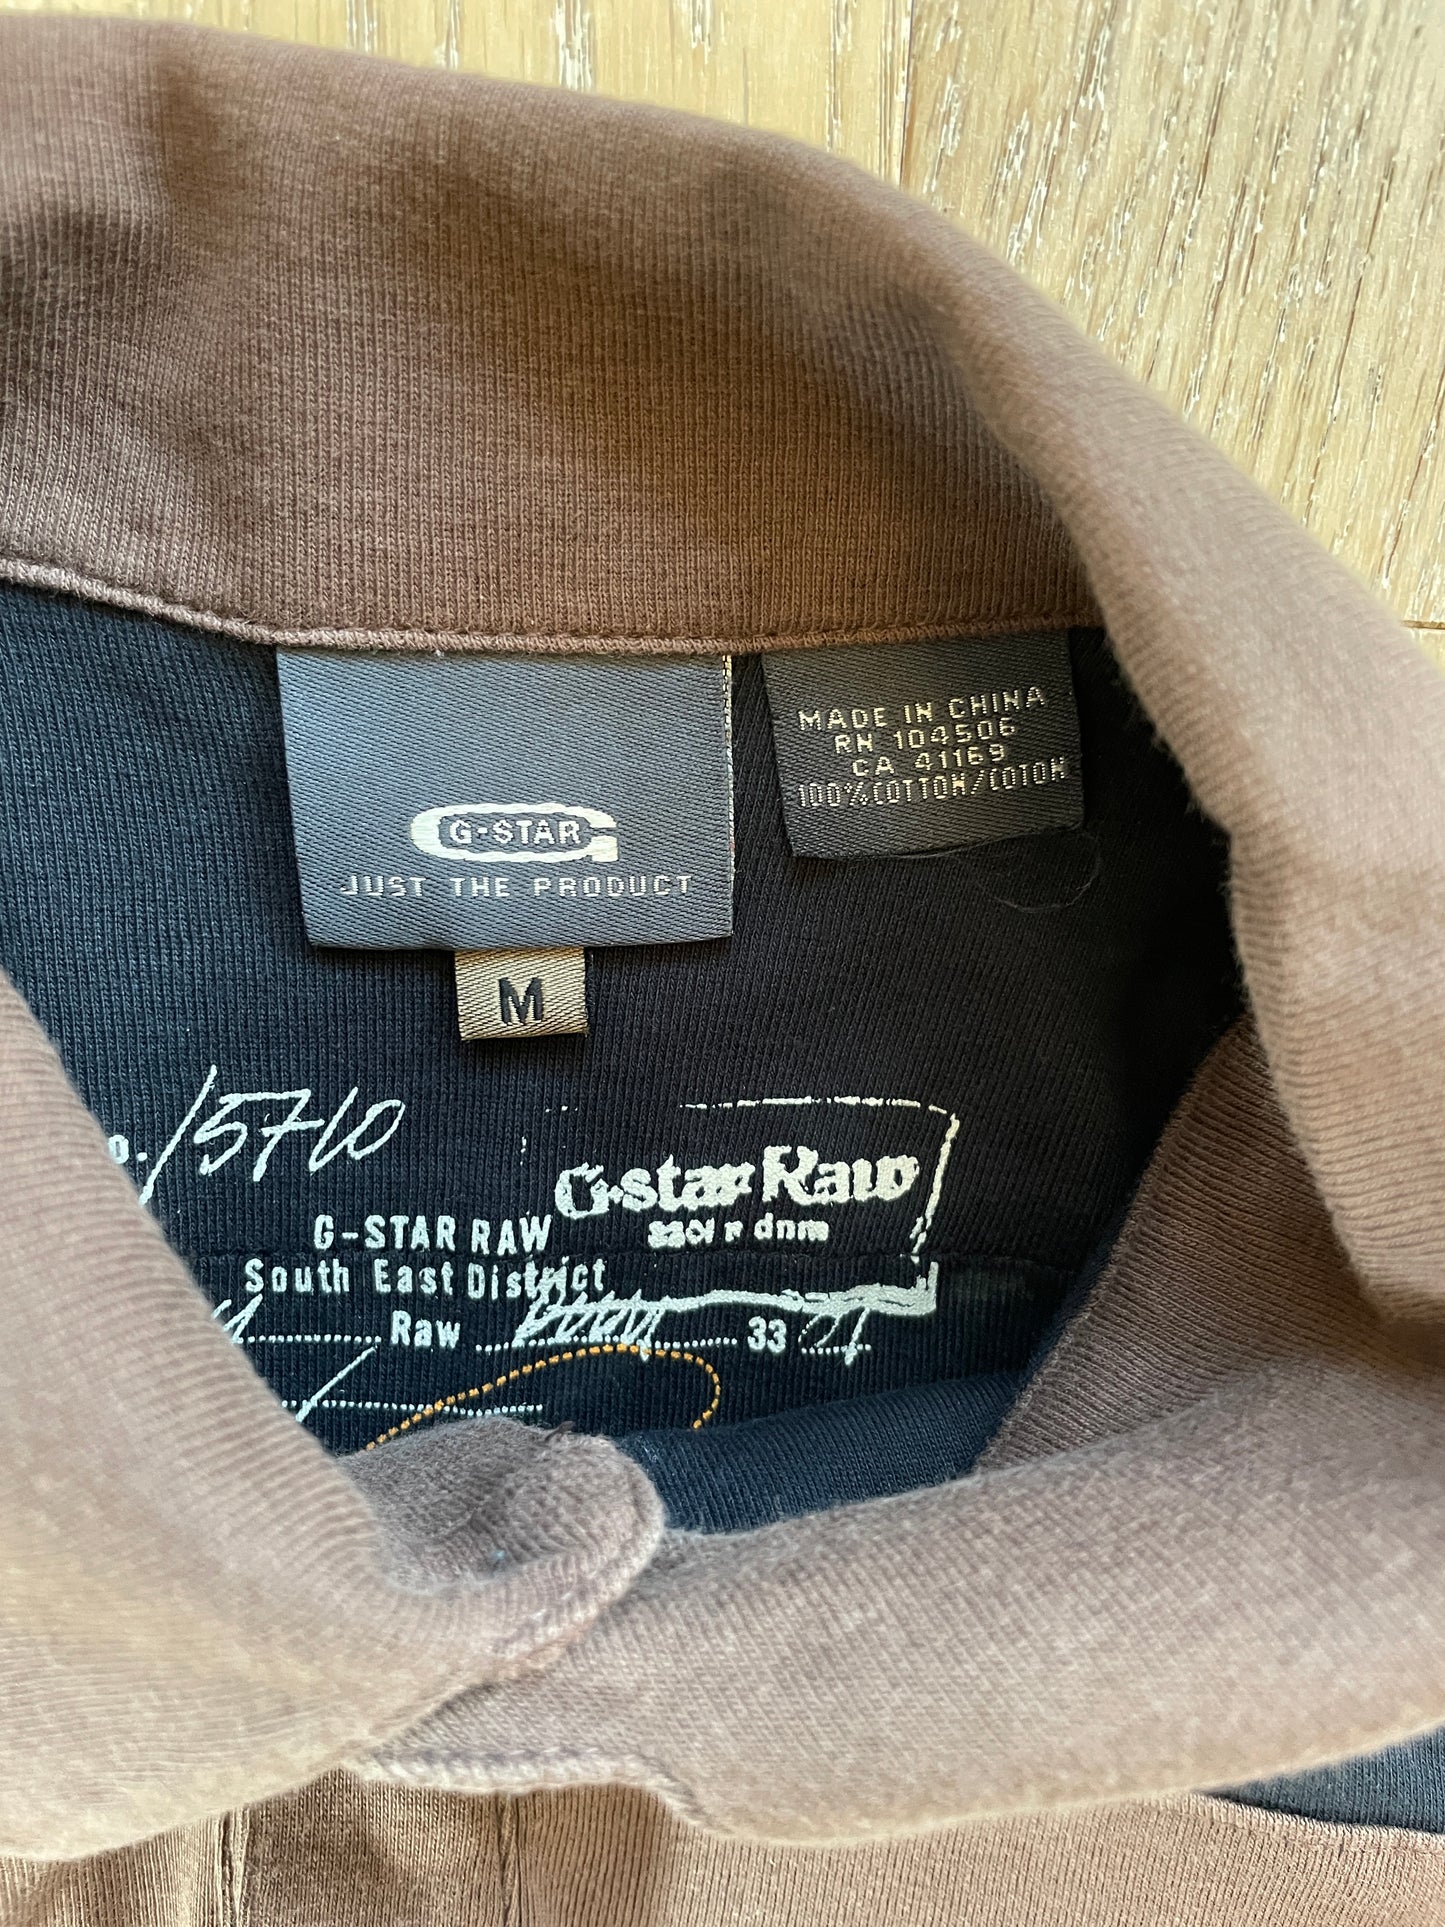 G-STAR
JUST THE PRODUCT
M
MADE IN CHINA
RN 104506
CA 41169
100% COTTON/COTON
15710
G-Star Raw
G-STAR RAW
South East District
Raw 33